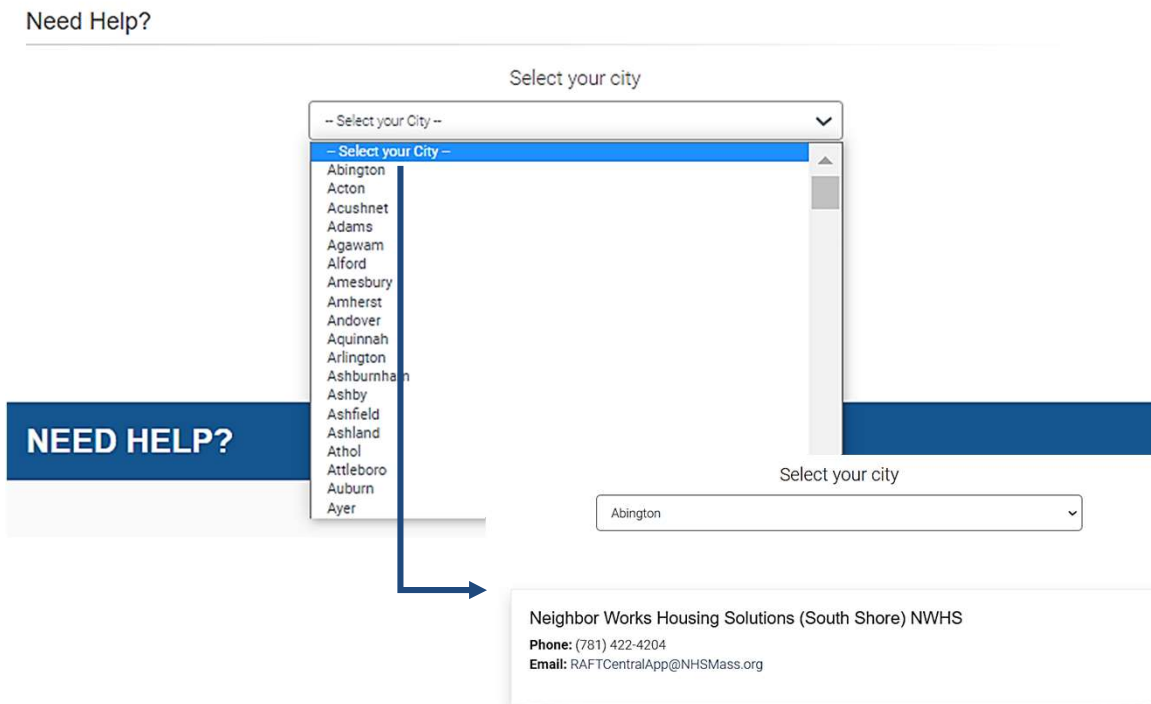 Need Help?
Select your city
-- Select your City --
-- Select your City --
Abington
Acton
Acushnet
Adams
Agawam
Alford
Amesbury
Amherst
Andover
Aquinnah
Arlington
Ashburnham
Ashby
Ashfield
Ashland
Athol
Attleboro
Auburn
Ayer
NEED HELP?
Select your city
Abington
Neighbor Works Housing Solutions (South Shore) NWHS
Phone: (781) 422-4204
Email: RAFTCentralApp@NHSMass.org